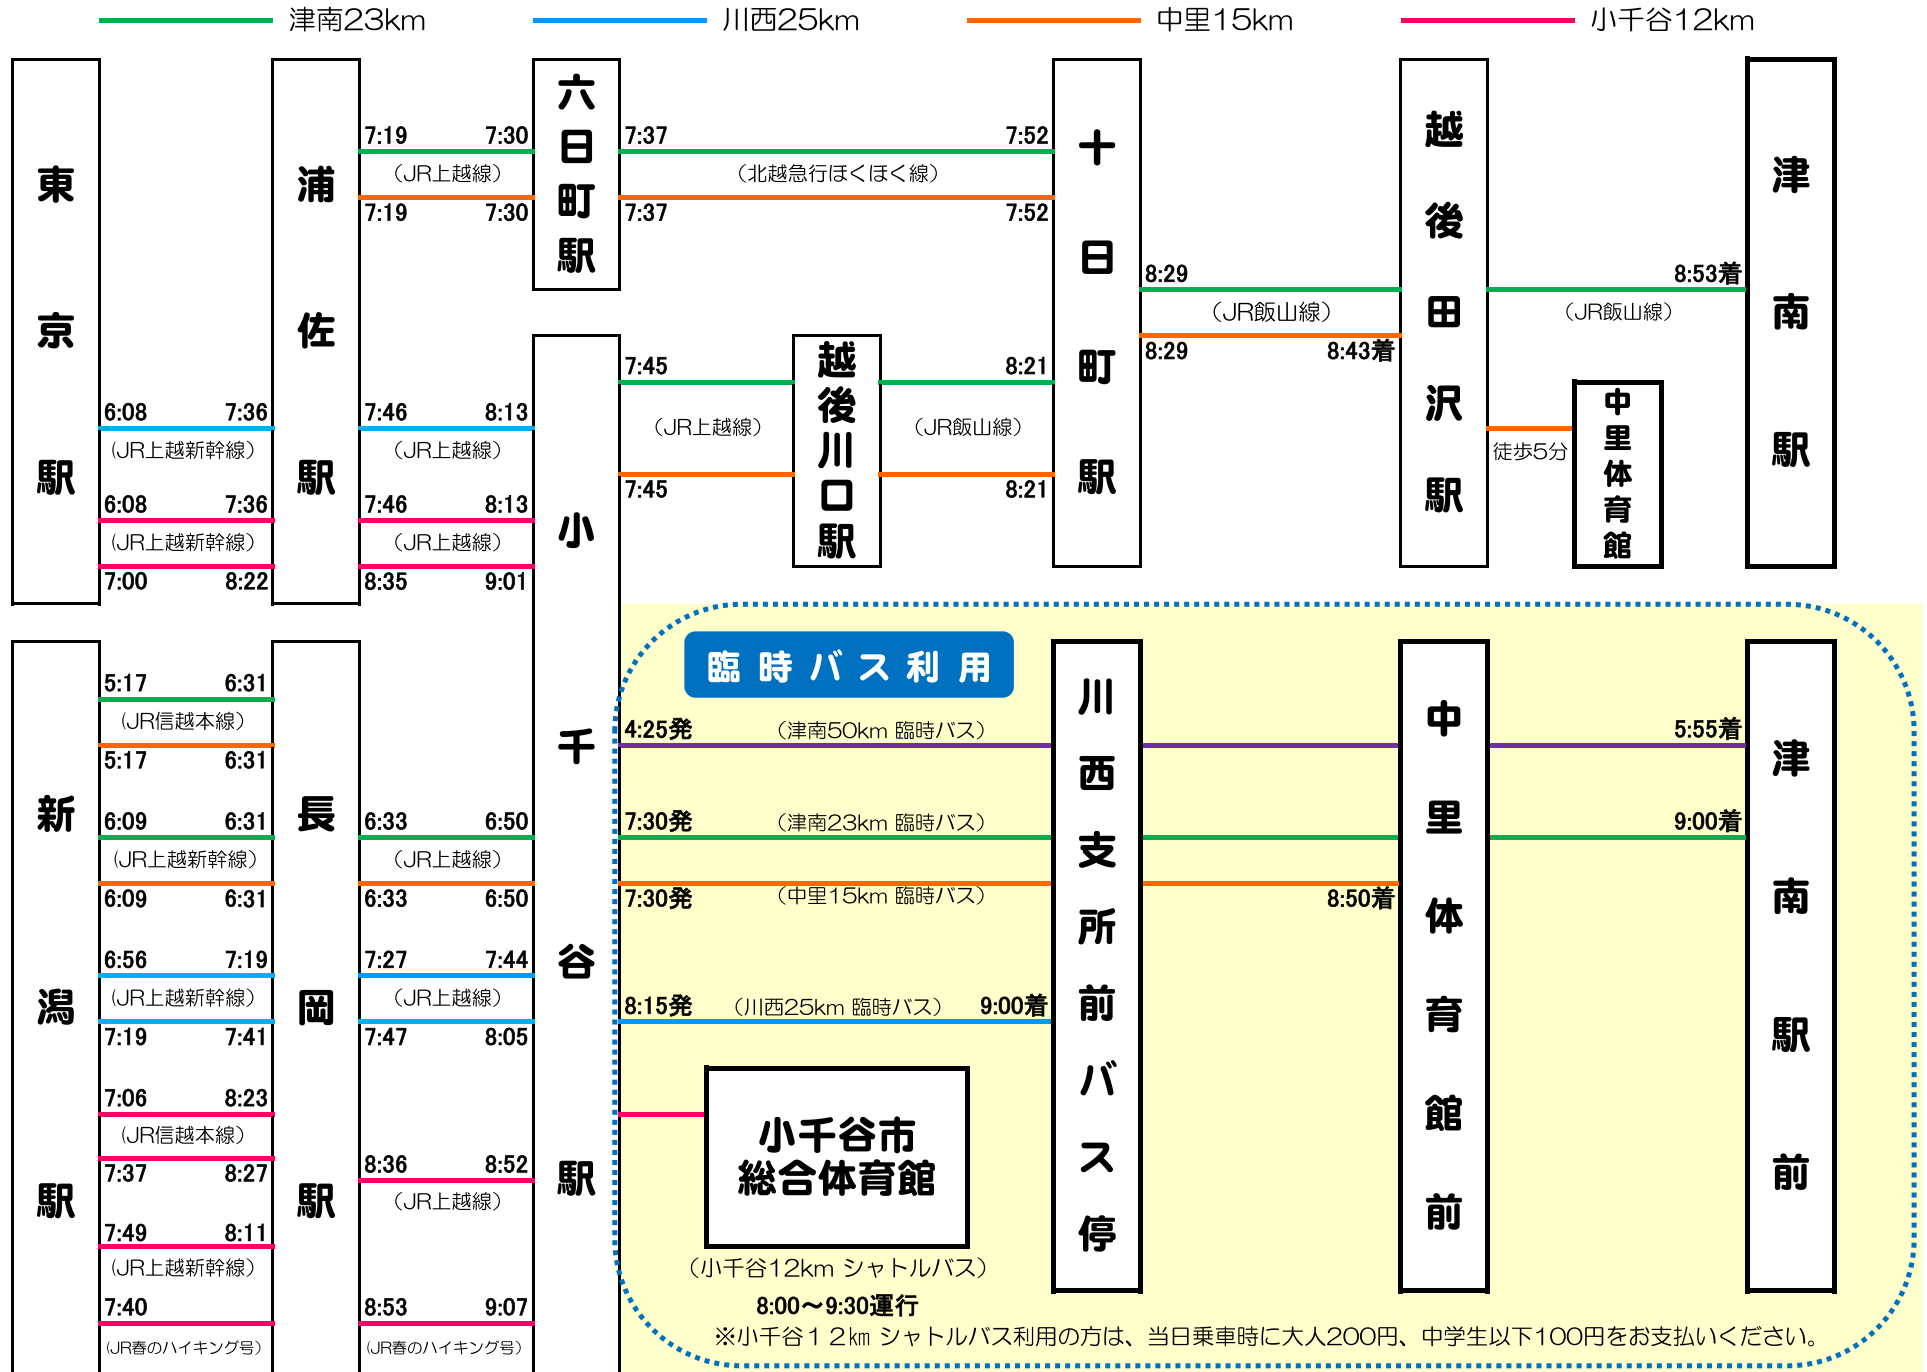 津南23km
川西25km
中里15km
小千谷12km
東京駅
浦佐駅
六日町駅
十日町駅
越後田沢駅
津南駅
7:19 7:30
(JR上越線)
7:19 7:30
7:37 7:52
(北越急行ほくほく線)
7:37 7:52
8:29
(JR飯山線)
8:29 8:43着
8:53着
(JR飯山線)
越後川口駅
7:45
(JR上越線)
7:45
8:21
(JR飯山線)
8:21
徒歩5分
中里体育館
6:08 7:36
(JR上越新幹線)
6:08 7:36
(JR上越新幹線)
7:00 8:22
7:46 8:13
(JR上越線)
7:46 8:13
(JR上越線)
8:35 9:01
小千谷駅
新潟駅
長岡駅
5:17 6:31
(JR信越本線)
5:17 6:31
6:09 6:31
(JR上越新幹線)
6:09 6:31
6:56 7:19
(JR上越新幹線)
7:19 7:41
7:06 8:23
(JR信越本線)
7:37 8:27
7:49 8:11
(JR上越新幹線)
7:40
(JR春のハイキング号)
6:33 6:50
(JR上越線)
6:33 6:50
7:27 7:44
(JR上越線)
7:47 8:05
8:36 8:52
(JR上越線)
8:53 9:07
(JR春のハイキング号)
臨時バス利用
川西支所前バス停
中里体育館前
津南駅前
4:25発 (津南50km 臨時バス) 5:55着
7:30発 (津南23km 臨時バス) 9:00着
7:30発 (中里15km 臨時バス) 8:50着
8:15発 (川西25km 臨時バス) 9:00着
小千谷市
総合体育館
(小千谷12km シャトルバス)
8:00〜9:30運行
※小千谷12㎞ シャトルバス利用の方は、当日乗車時に大人200円、中学生以下100円をお支払いください。